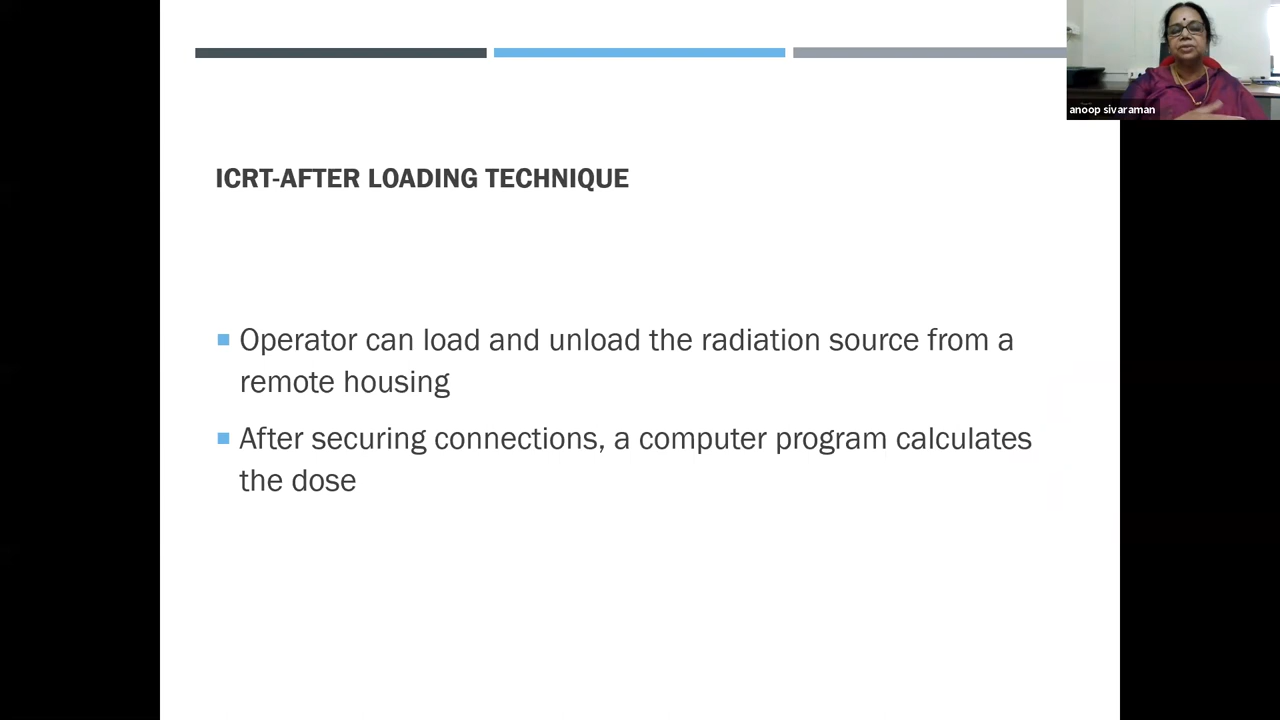 anoop sivaraman
ICRT-AFTER LOADING TECHNIQUE
Operator can load and unload the radiation source from a
remote housing
After securing connections, a computer program calculates
the dose